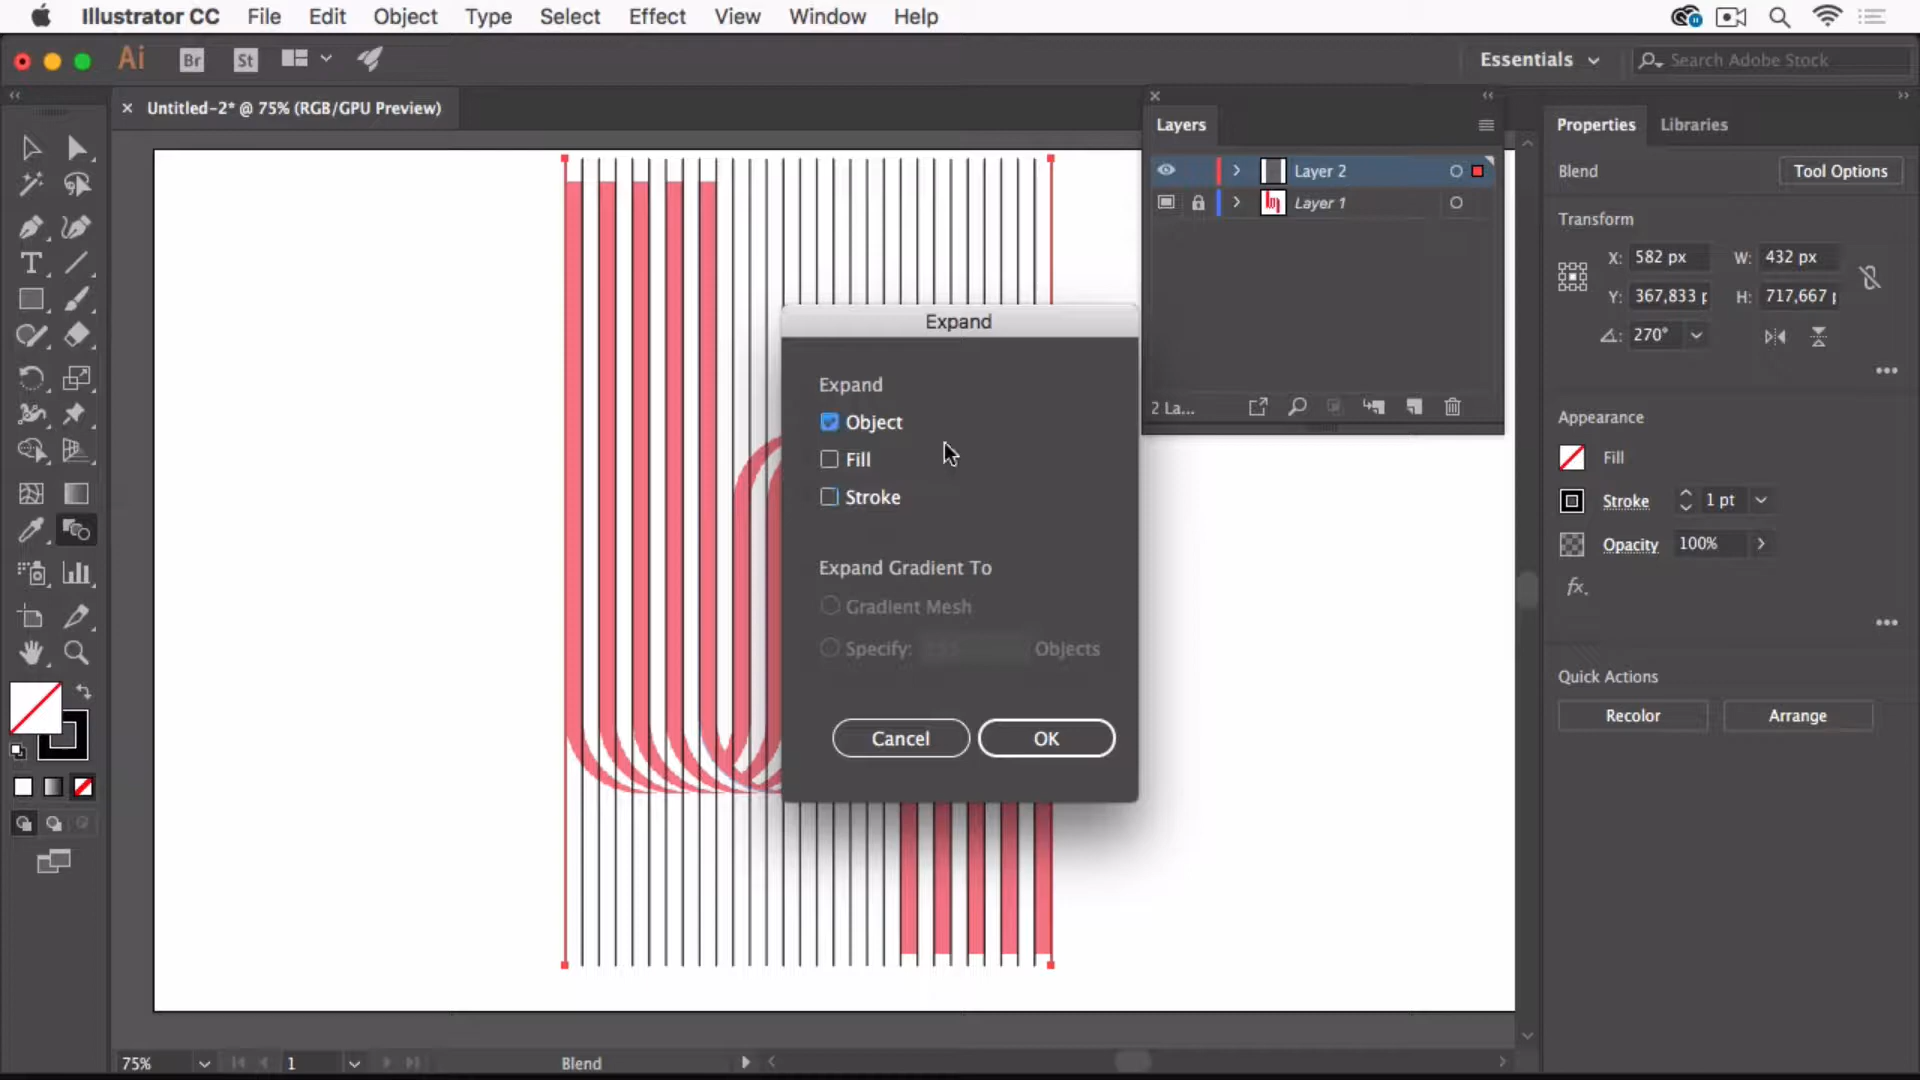 Illustrator CC File Edit Object Type Select Effect View Window Help
Ai Br St Essentials Search Adobe Stock
× Untitled-2* @ 75% (RGB/GPU Preview)
Layers
Layer 2
Layer 1
2 La...
Properties Libraries
Blend Tool Options
Transform
X: 582 px W: 432 px
Y: 367,833 p H: 717,667
270°
Appearance
Fill
Stroke 1 pt
Opacity 100%
fx.
Quick Actions
Recolor Arrange
Expand
Expand
Object
Fill
Stroke
Expand Gradient To
Gradient Mesh
Specify: Objects
Cancel OK
75% 1 Blend